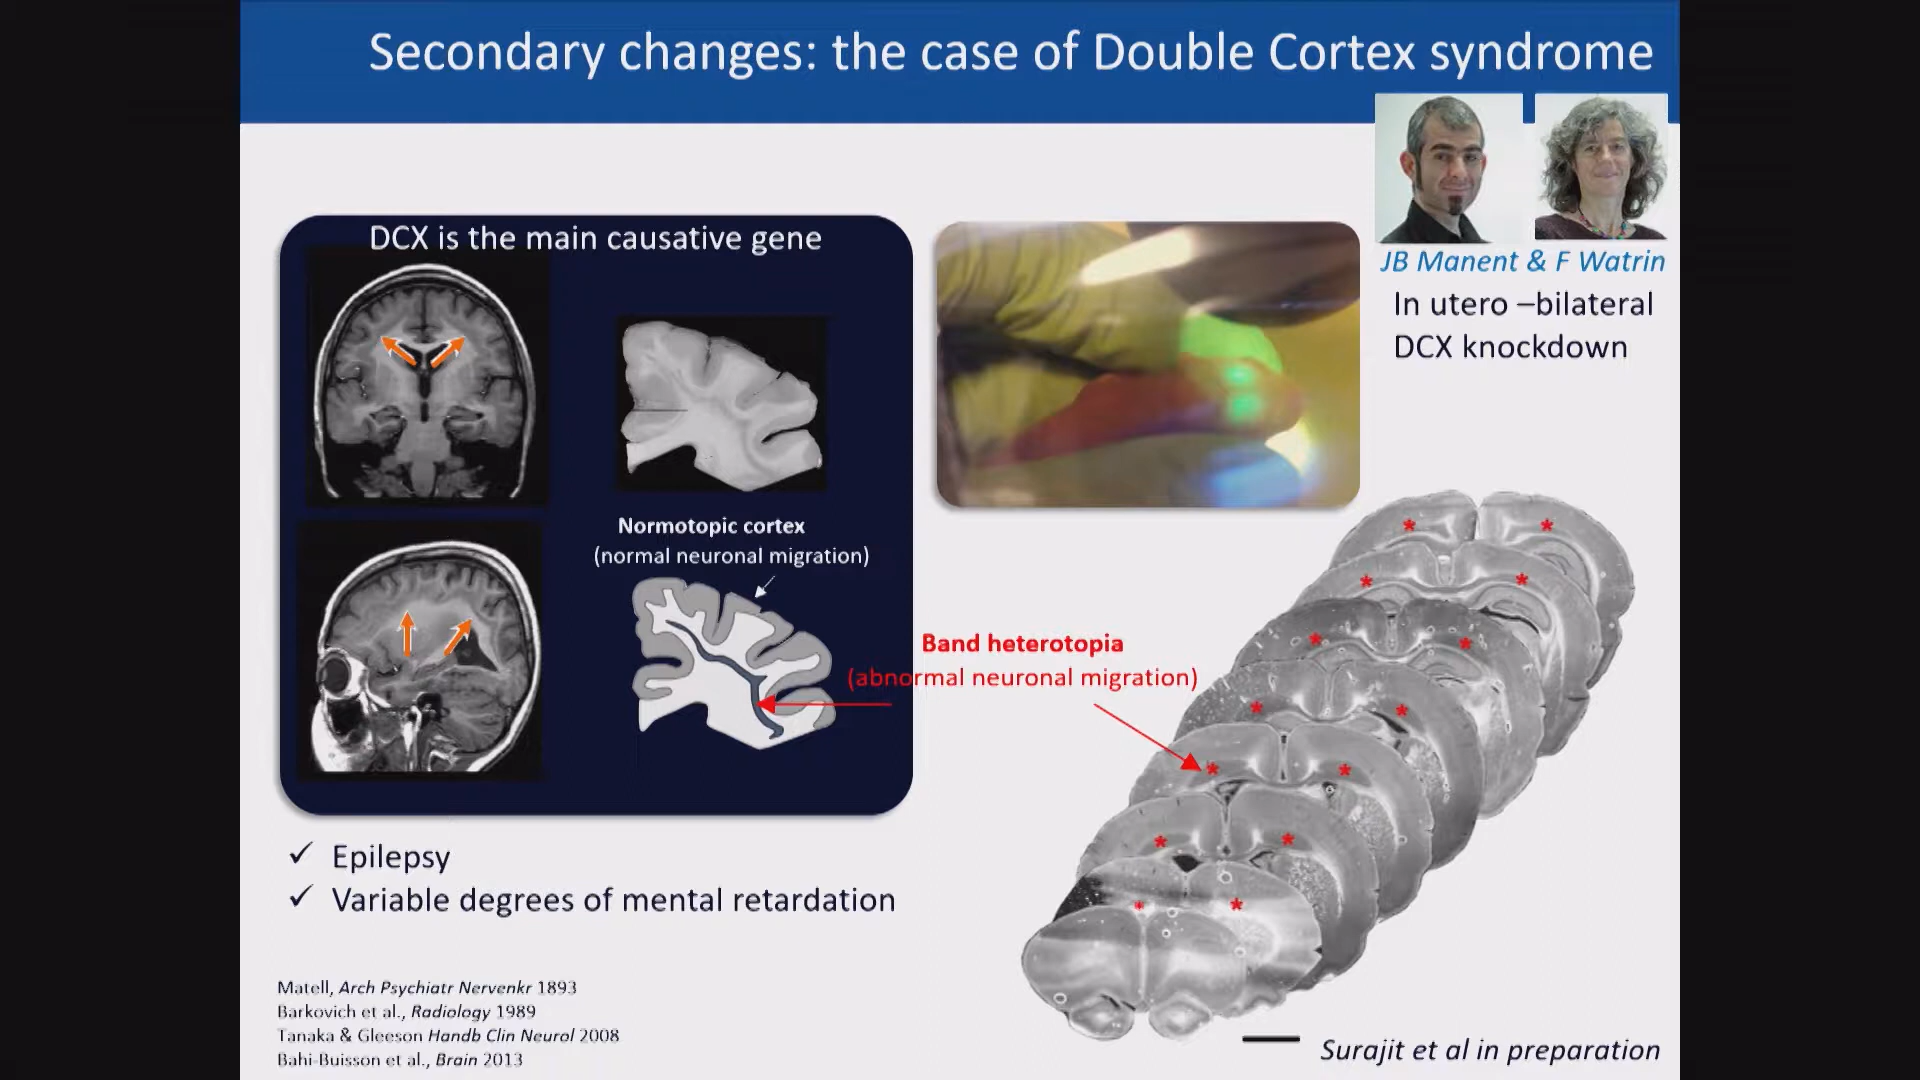 Secondary changes: the case of Double Cortex syndrome
JB Manent & F Watrin
In utero –bilateral
DCX knockdown
DCX is the main causative gene
Normotopic cortex
(normal neuronal migration)
Band heterotopia
(abnormal neuronal migration)
✓ Epilepsy
✓ Variable degrees of mental retardation
Matell, Arch Psychiatr Nervenkr 1893
Barkovich et al., Radiology 1989
Tanaka & Gleeson Handb Clin Neurol 2008
Bahi-Buisson et al., Brain 2013
Surajit et al in preparation